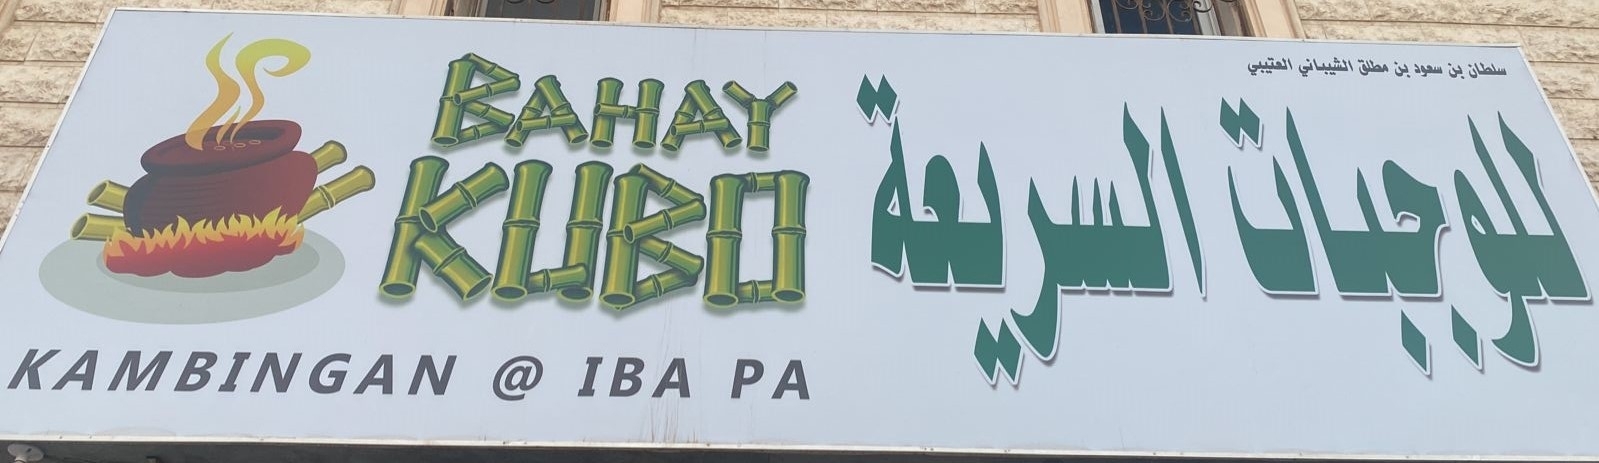 BAHAY
KUBO
KAMBINGAN @ IBA PA
سلطان بن سعود بن مطلق الشيباني العتيبي
للوجبات السريعة